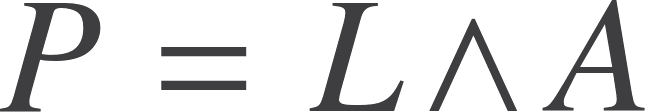 P = L ∧ A